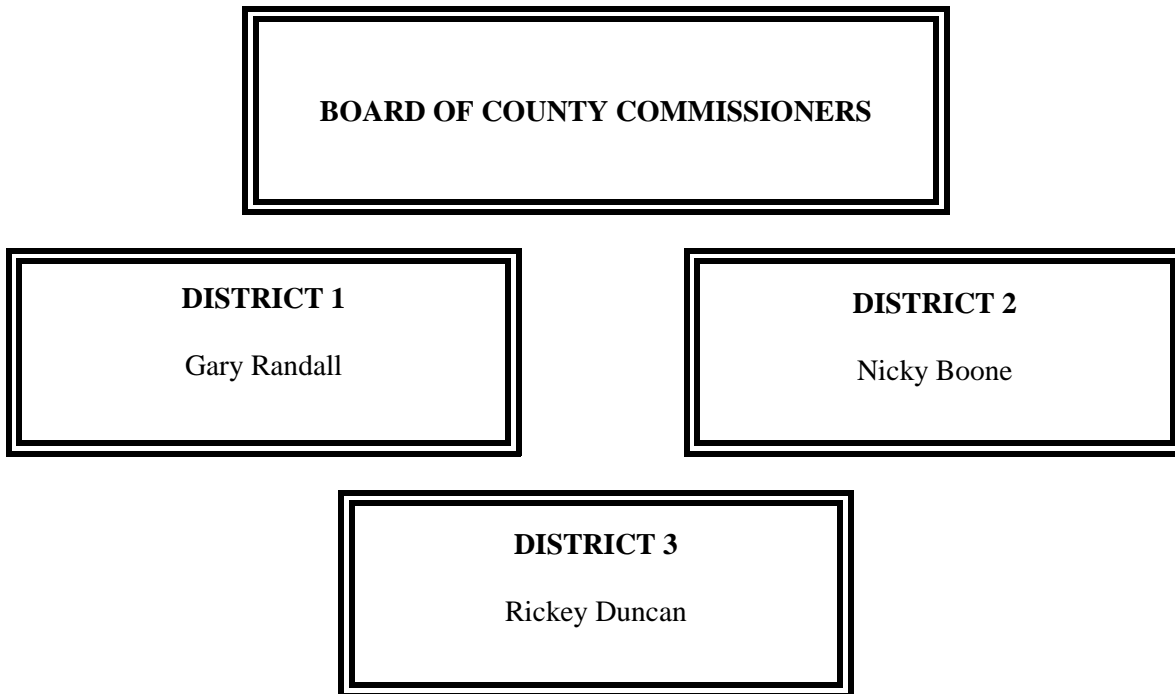 BOARD OF COUNTY COMMISSIONERS
DISTRICT 1
Gary Randall
DISTRICT 2
Nicky Boone
DISTRICT 3
Rickey Duncan